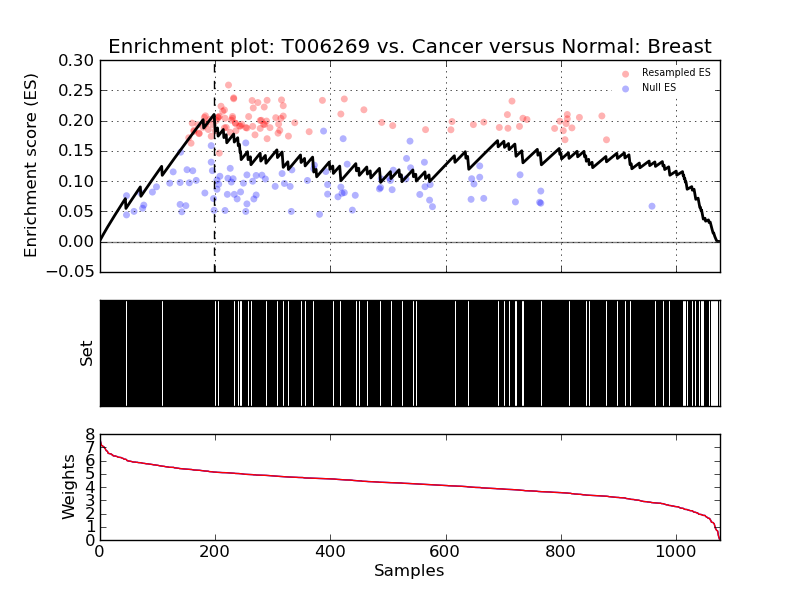 Enrichment plot: T006269 vs. Cancer versus Normal: Breast
0.30
0.25
0.20
0.15
0.10
0.05
0.00
−0.05
Enrichment score (ES)
Resampled ES
Null ES
Set
8
7
6
5
4
3
2
1
0
Weights
0 200 400 600 800 1000
Samples